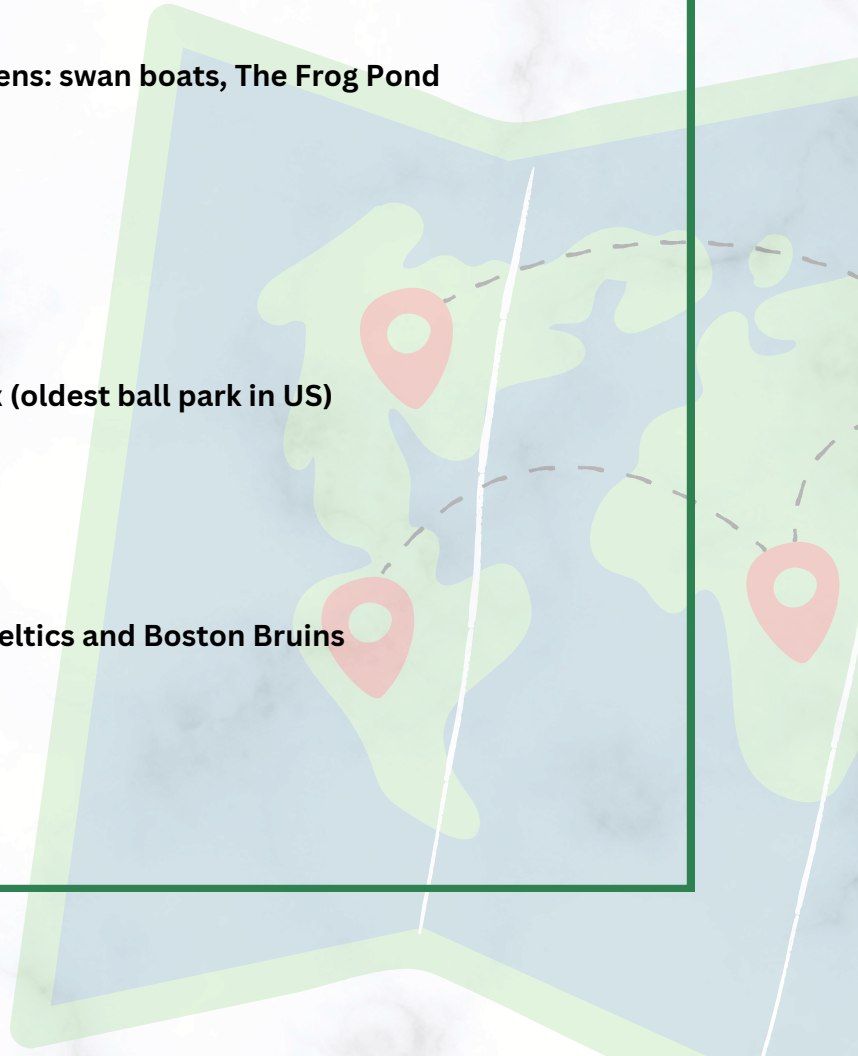 ens: swan boats, The Frog Pond
(oldest ball park in US)
eltics and Boston Bruins